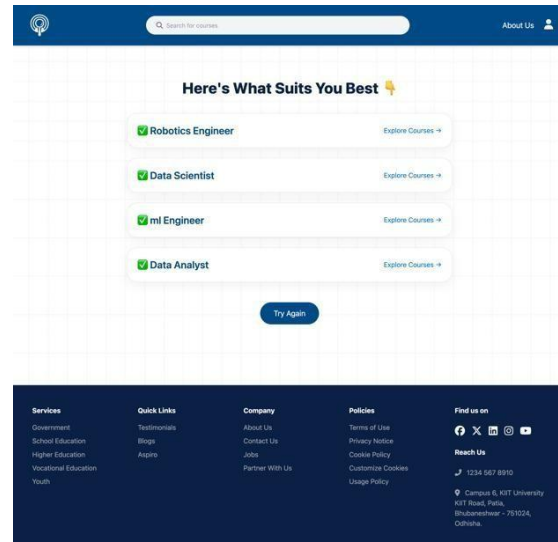 Search for courses
About Us
Here's What Suits You Best 👇
✅ Robotics Engineer
Explore Courses →
✅ Data Scientist
Explore Courses →
✅ ml Engineer
Explore Courses →
✅ Data Analyst
Explore Courses →
Try Again
Services
Government
School Education
Higher Education
Vocational Education
Youth
Quick Links
Testimonials
Blogs
Aspiro
Company
About Us
Contact Us
Jobs
Partner With Us
Policies
Terms of Use
Privacy Notice
Cookie Policy
Customize Cookies
Usage Policy
Find us on
Reach Us
1234 567 8910
Campus 6, KIIT University
KIIT Road, Patia,
Bhubaneshwar - 751024,
Odhisha.